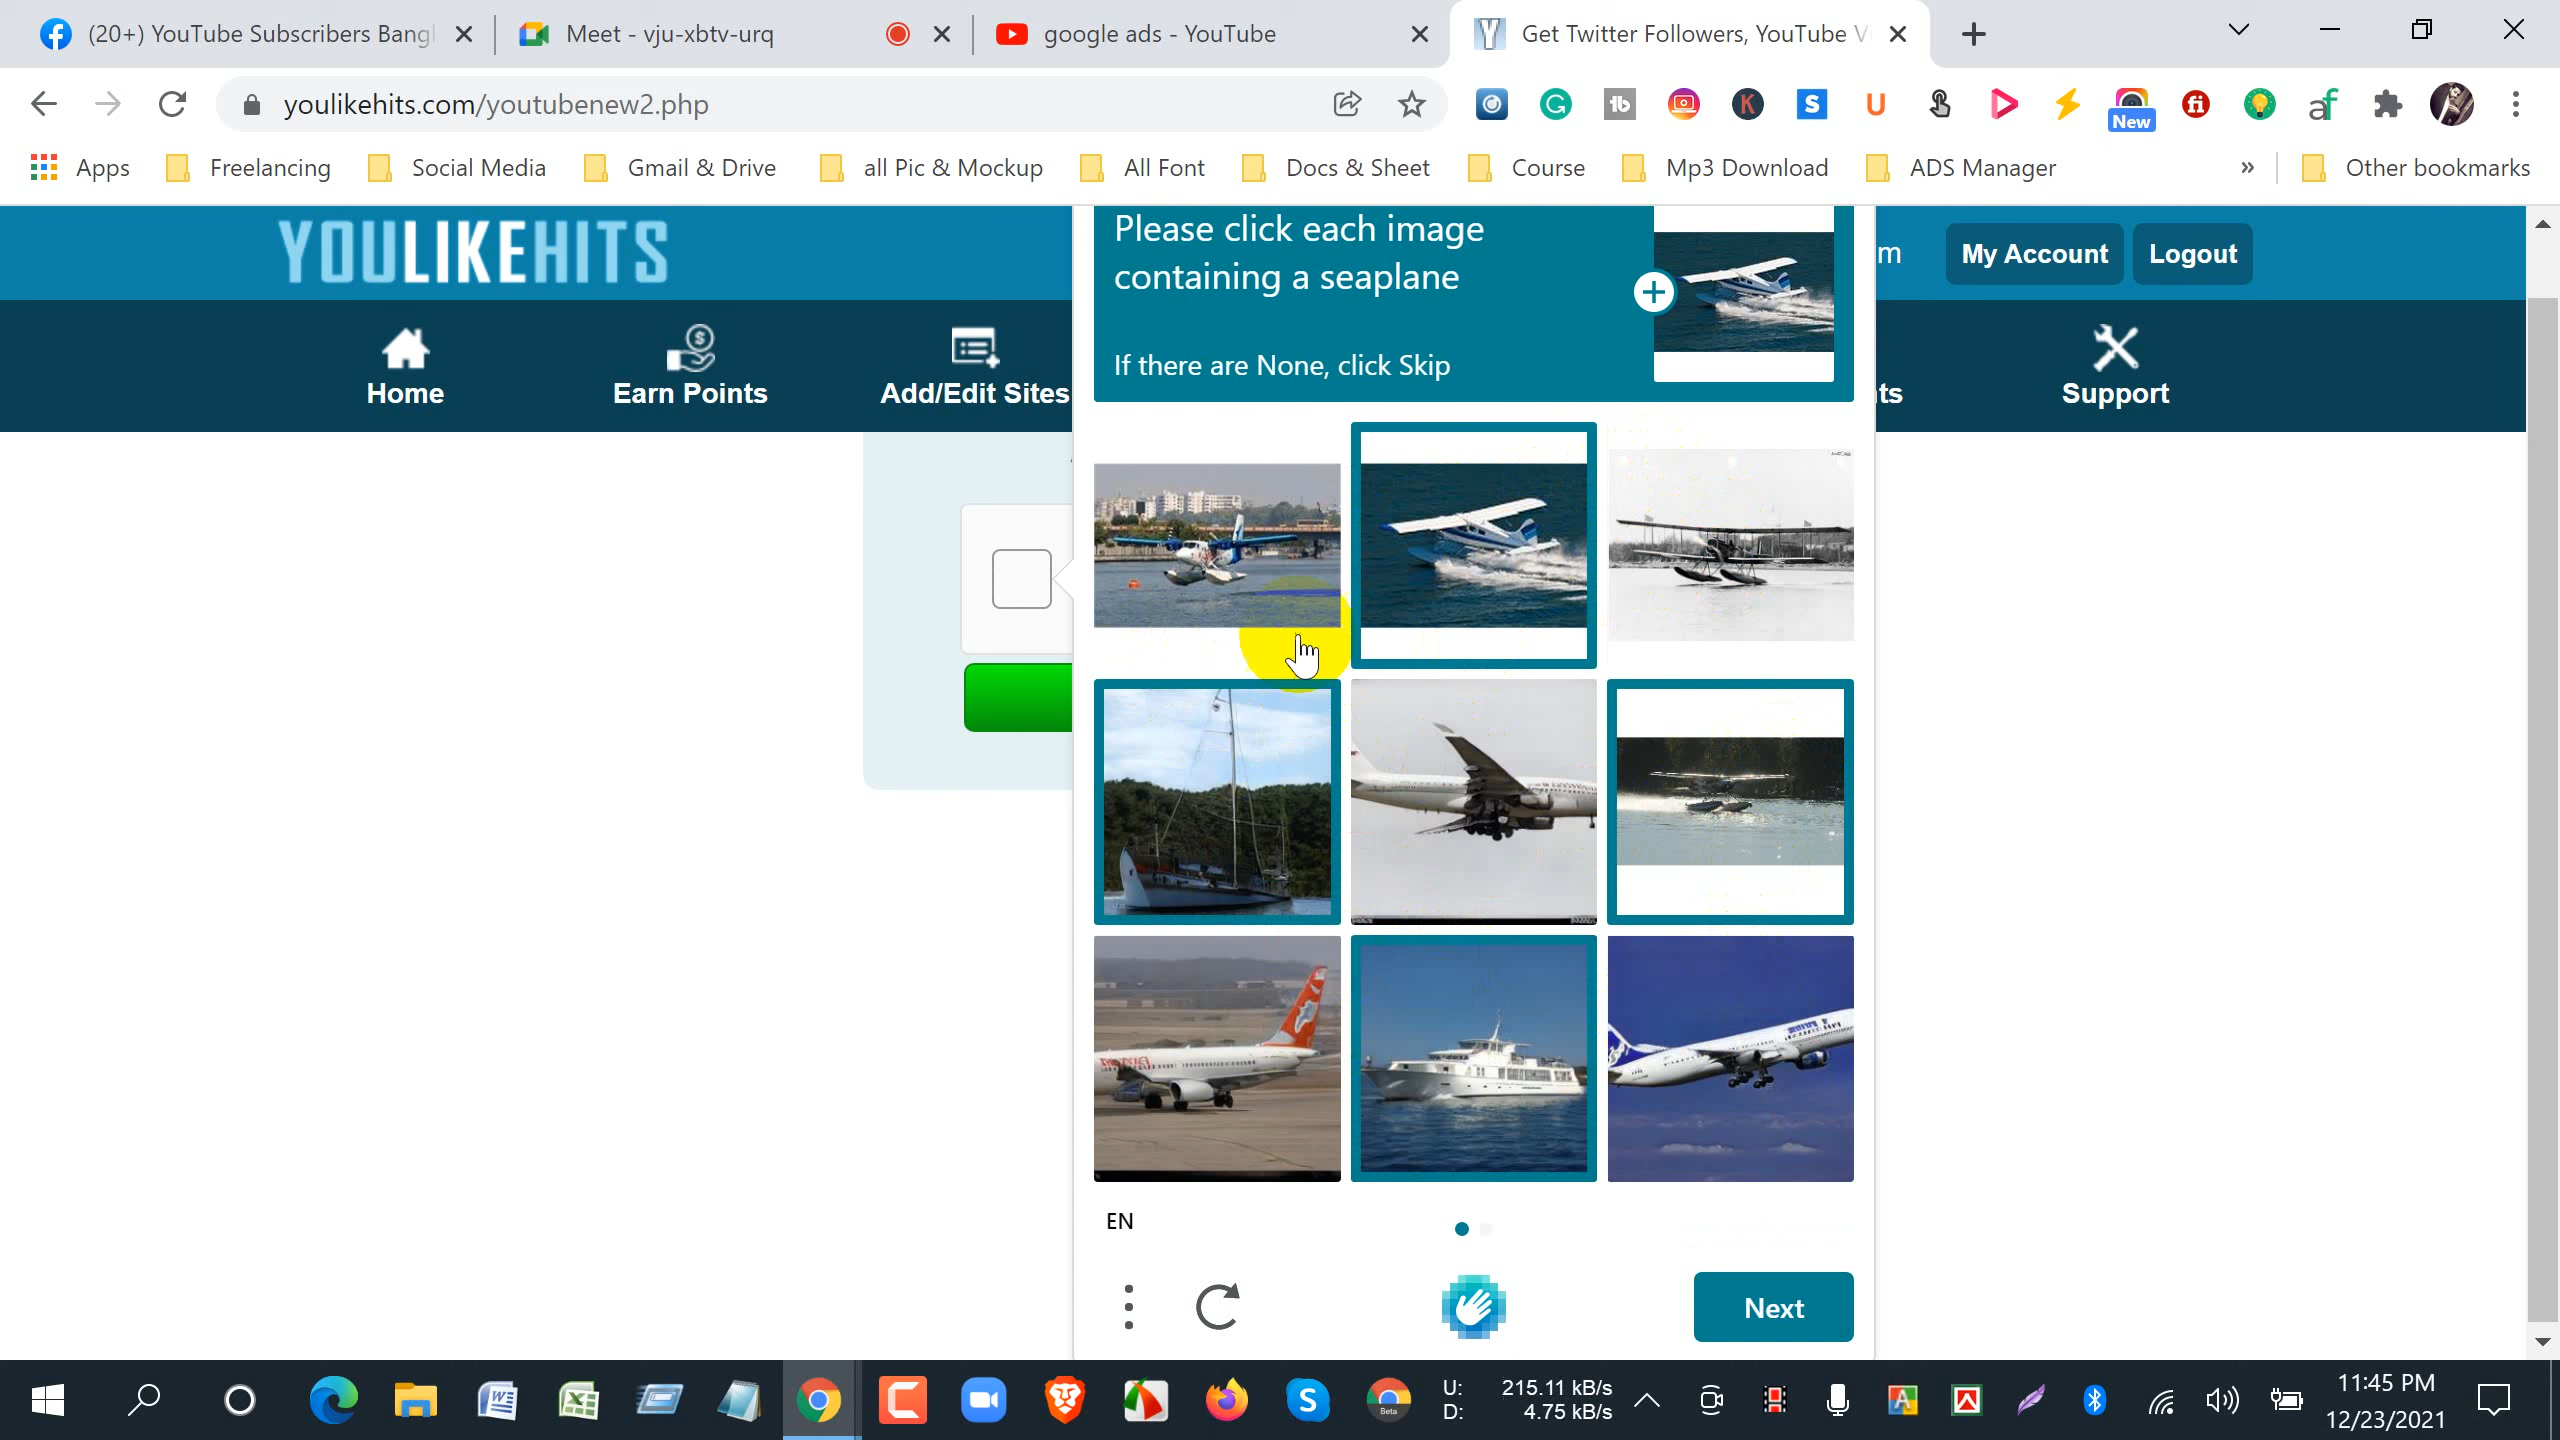 (20+) YouTube Subscribers Bangl
Meet - vju-xbtv-urq
google ads - YouTube
Get Twitter Followers, YouTube Vi
youlikehits.com/youtubenew2.php
New
Apps
Freelancing
Social Media
Gmail & Drive
all Pic & Mockup
All Font
Docs & Sheet
Course
Mp3 Download
ADS Manager
»
Other bookmarks
YOULIKEHITS
m
My Account
Logout
Home
Earn Points
Add/Edit Sites
ts
Support
Please click each image
containing a seaplane
If there are None, click Skip
EN
Next
U: 215.11 kB/s
D: 4.75 kB/s
Beta
11:45 PM
12/23/2021